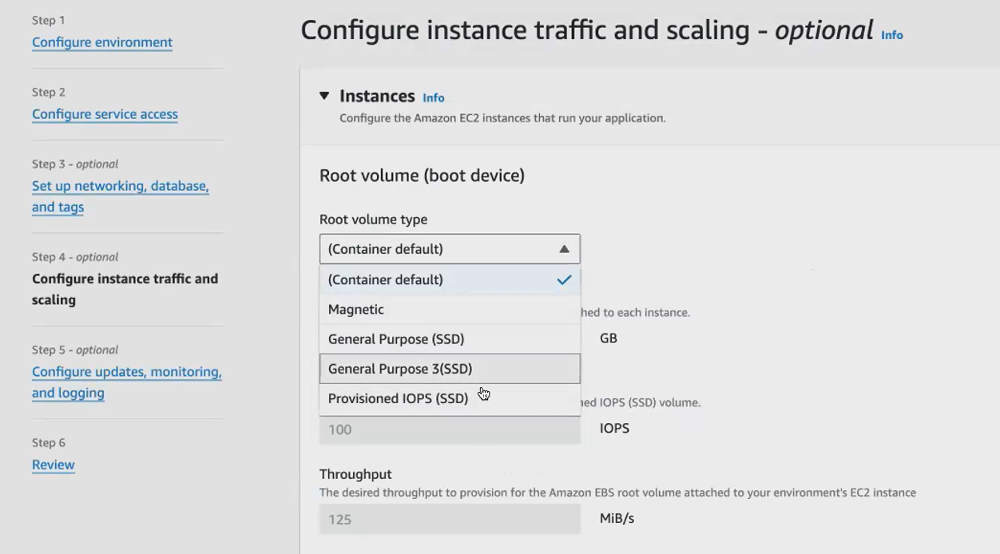 Step 1
Configure environment
Step 2
Configure service access
Step 3 - optional
Set up networking, database,
and tags
Step 4 - optional
Configure instance traffic and
scaling
Step 5 - optional
Configure updates, monitoring,
and logging
Step 6
Review
Configure instance traffic and scaling - optional Info
Instances Info
Configure the Amazon EC2 instances that run your application.
Root volume (boot device)
Root volume type
(Container default)
(Container default)
Magnetic
to each instance.
General Purpose (SSD)
GB
General Purpose 3(SSD)
Provisioned IOPS (SSD)
IOPS (SSD) volume.
100
IOPS
Throughput
The desired throughput to provision for the Amazon EBS root volume attached to your environment's EC2 instance
125
MiB/s